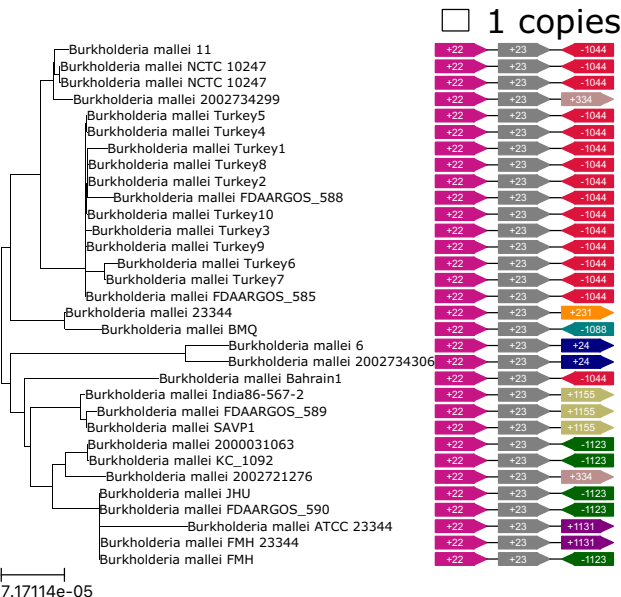 1 copies
Burkholderia mallei 11 +22 +23 -1044
Burkholderia mallei NCTC 10247 +22 +23 -1044
Burkholderia mallei NCTC 10247 +22 +23 -1044
Burkholderia mallei 2002734299 +22 +23 +334
Burkholderia mallei Turkey5 +22 +23 -1044
Burkholderia mallei Turkey4 +22 +23 -1044
Burkholderia mallei Turkey1 +22 +23 -1044
Burkholderia mallei Turkey8 +22 +23 -1044
Burkholderia mallei Turkey2 +22 +23 -1044
Burkholderia mallei FDAARGOS_588 +22 +23 -1044
Burkholderia mallei Turkey10 +22 +23 -1044
Burkholderia mallei Turkey3 +22 +23 -1044
Burkholderia mallei Turkey9 +22 +23 -1044
Burkholderia mallei Turkey6 +22 +23 -1044
Burkholderia mallei Turkey7 +22 +23 -1044
Burkholderia mallei FDAARGOS_585 +22 +23 -1044
Burkholderia mallei 23344 +22 +23 +231
Burkholderia mallei BMQ +22 +23 -1088
Burkholderia mallei 6 +22 +23 +24
Burkholderia mallei 2002734306 +22 +23 +24
Burkholderia mallei Bahrain1 +22 +23 -1044
Burkholderia mallei India86-567-2 +22 +23 +1155
Burkholderia mallei FDAARGOS_589 +22 +23 +1155
Burkholderia mallei SAVP1 +22 +23 +1155
Burkholderia mallei 2000031063 +22 +23 -1123
Burkholderia mallei KC_1092 +22 +23 -1123
Burkholderia mallei 2002721276 +22 +23 +334
Burkholderia mallei JHU +22 +23 -1123
Burkholderia mallei FDAARGOS_590 +22 +23 -1123
Burkholderia mallei ATCC 23344 +22 +23 +1131
Burkholderia mallei FMH 23344 +22 +23 +1131
Burkholderia mallei FMH +22 +23 -1123
7.17114e-05